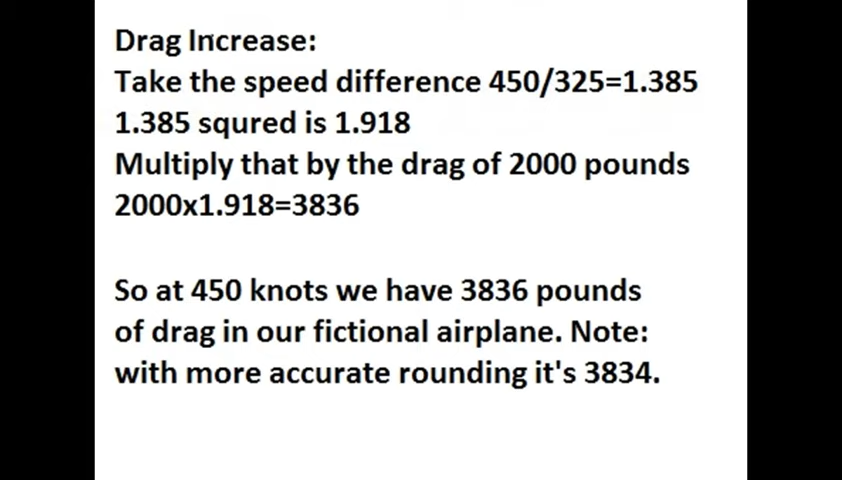 Drag Increase:
Take the speed difference 450/325=1.385
1.385 squred is 1.918
Multiply that by the drag of 2000 pounds
2000x1.918=3836
So at 450 knots we have 3836 pounds
of drag in our fictional airplane. Note:
with more accurate rounding it's 3834.